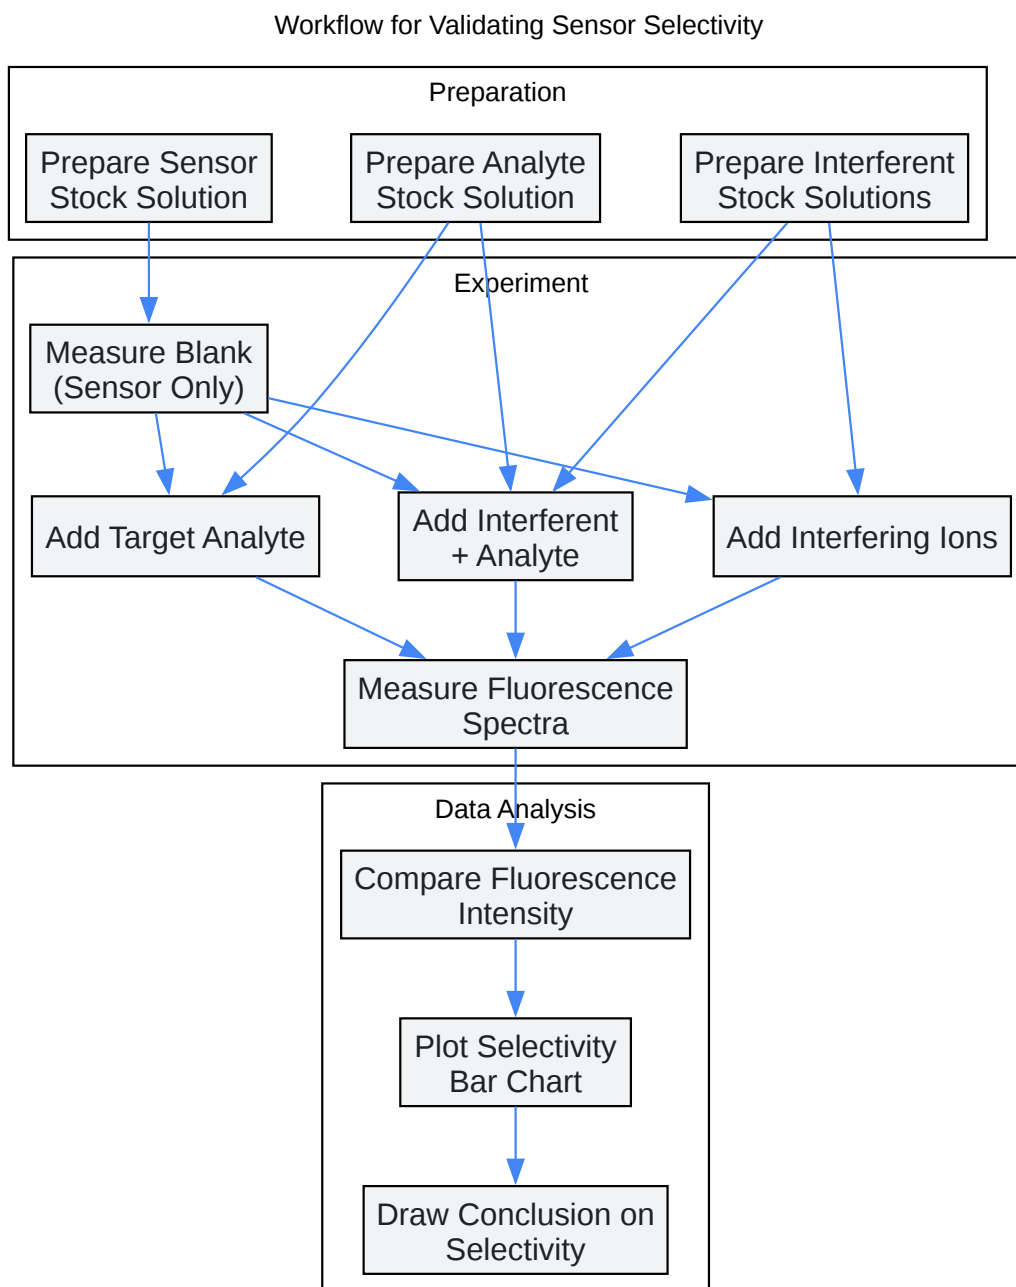 Workflow for Validating Sensor Selectivity
Preparation
Prepare Sensor
Stock Solution
Prepare Analyte
Stock Solution
Prepare Interferent
Stock Solutions
Experiment
Measure Blank
(Sensor Only)
Add Target Analyte
Add Interferent
+ Analyte
Add Interfering Ions
Measure Fluorescence
Spectra
Data Analysis
Compare Fluorescence
Intensity
Plot Selectivity
Bar Chart
Draw Conclusion on
Selectivity